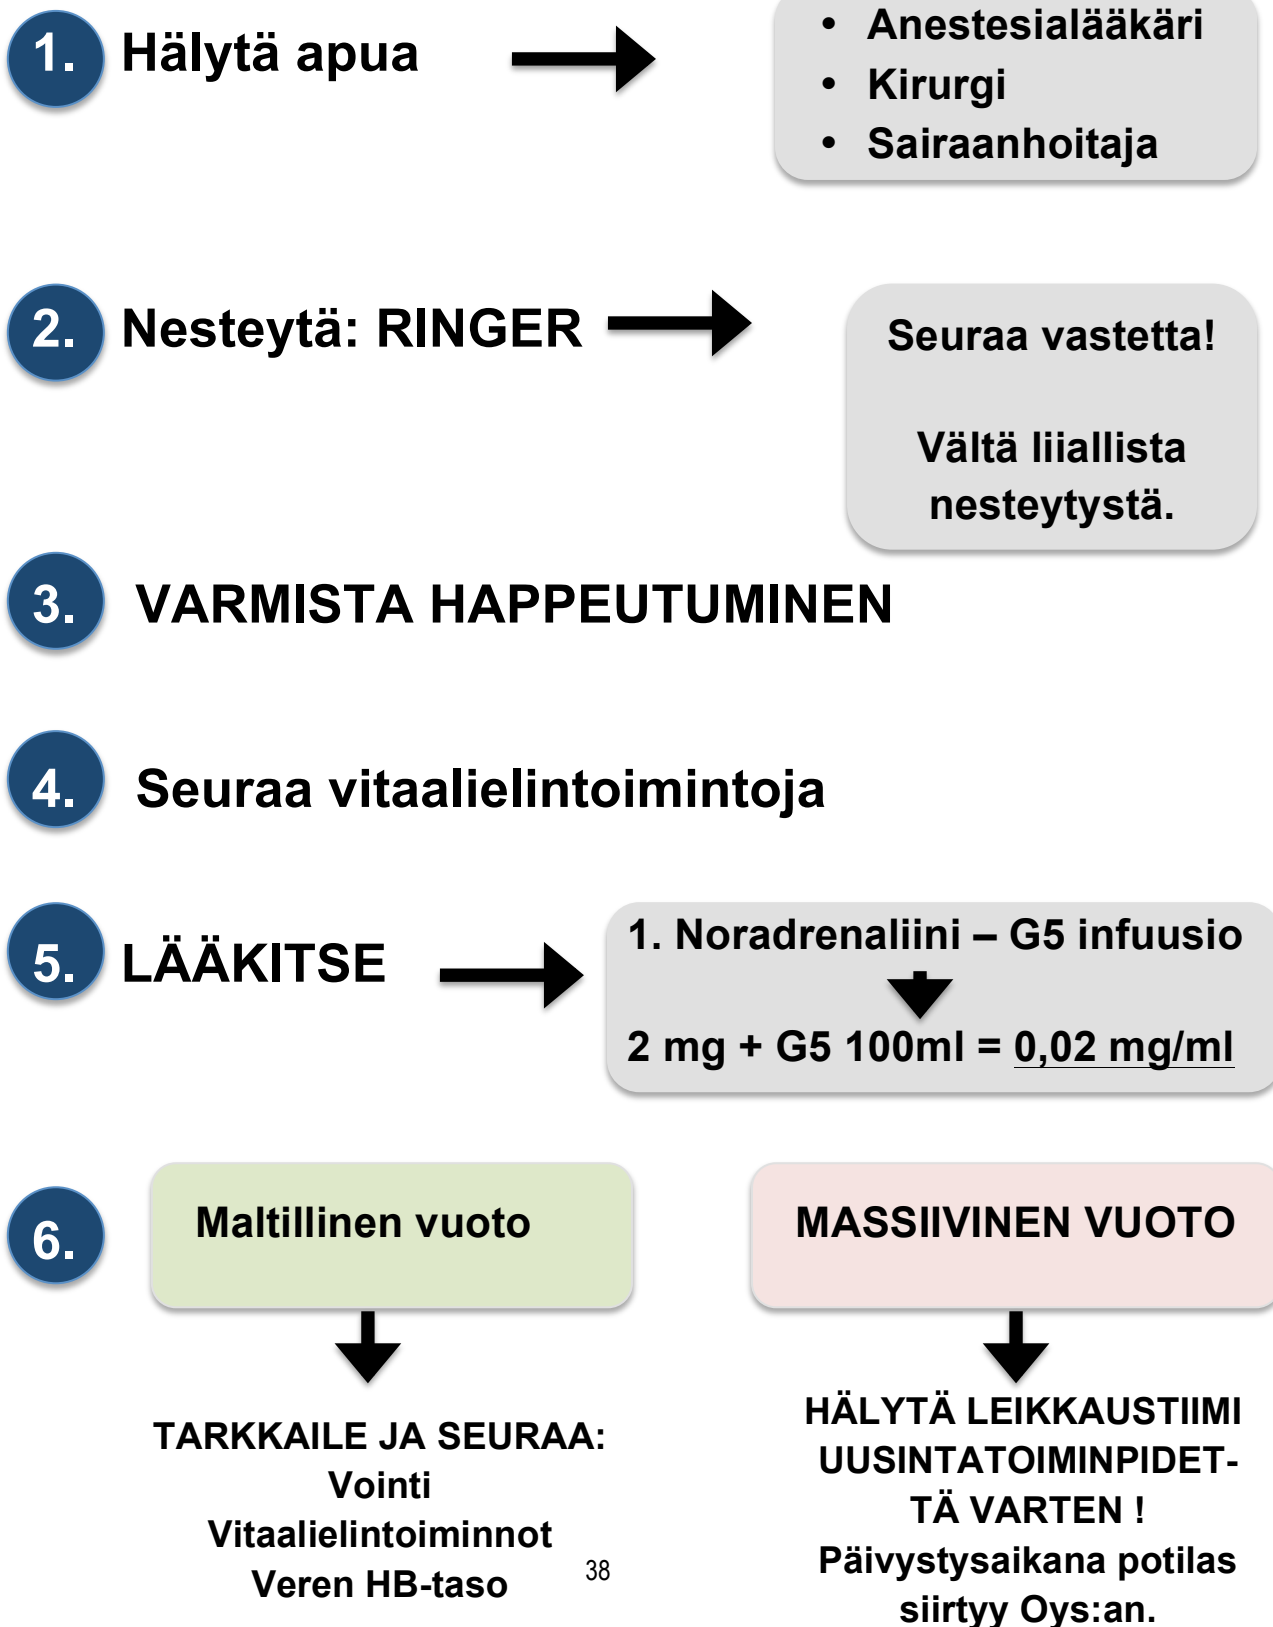 1. Hälytä apua
• Anestesialääkäri
• Kirurgi
• Sairaanhoitaja
2. Nesteytä: RINGER
Seuraa vastetta!
Vältä liiallista
nesteytystä.
3. VARMISTA HAPPEUTUMINEN
4. Seuraa vitaalielintoimintoja
5. LÄÄKITSE
1. Noradrenaliini – G5 infuusio
2 mg + G5 100ml = 0,02 mg/ml
6.
Maltillinen vuoto
TARKKAILE JA SEURAA:
Vointi
Vitaalielintoiminnot
Veren HB-taso
MASSIIVINEN VUOTO
HÄLYTÄ LEIKKAUSTIIMI
UUSINTATOIMINPIDET-
TÄ VARTEN !
Päivystysaikana potilas
siirtyy Oys:an.
38